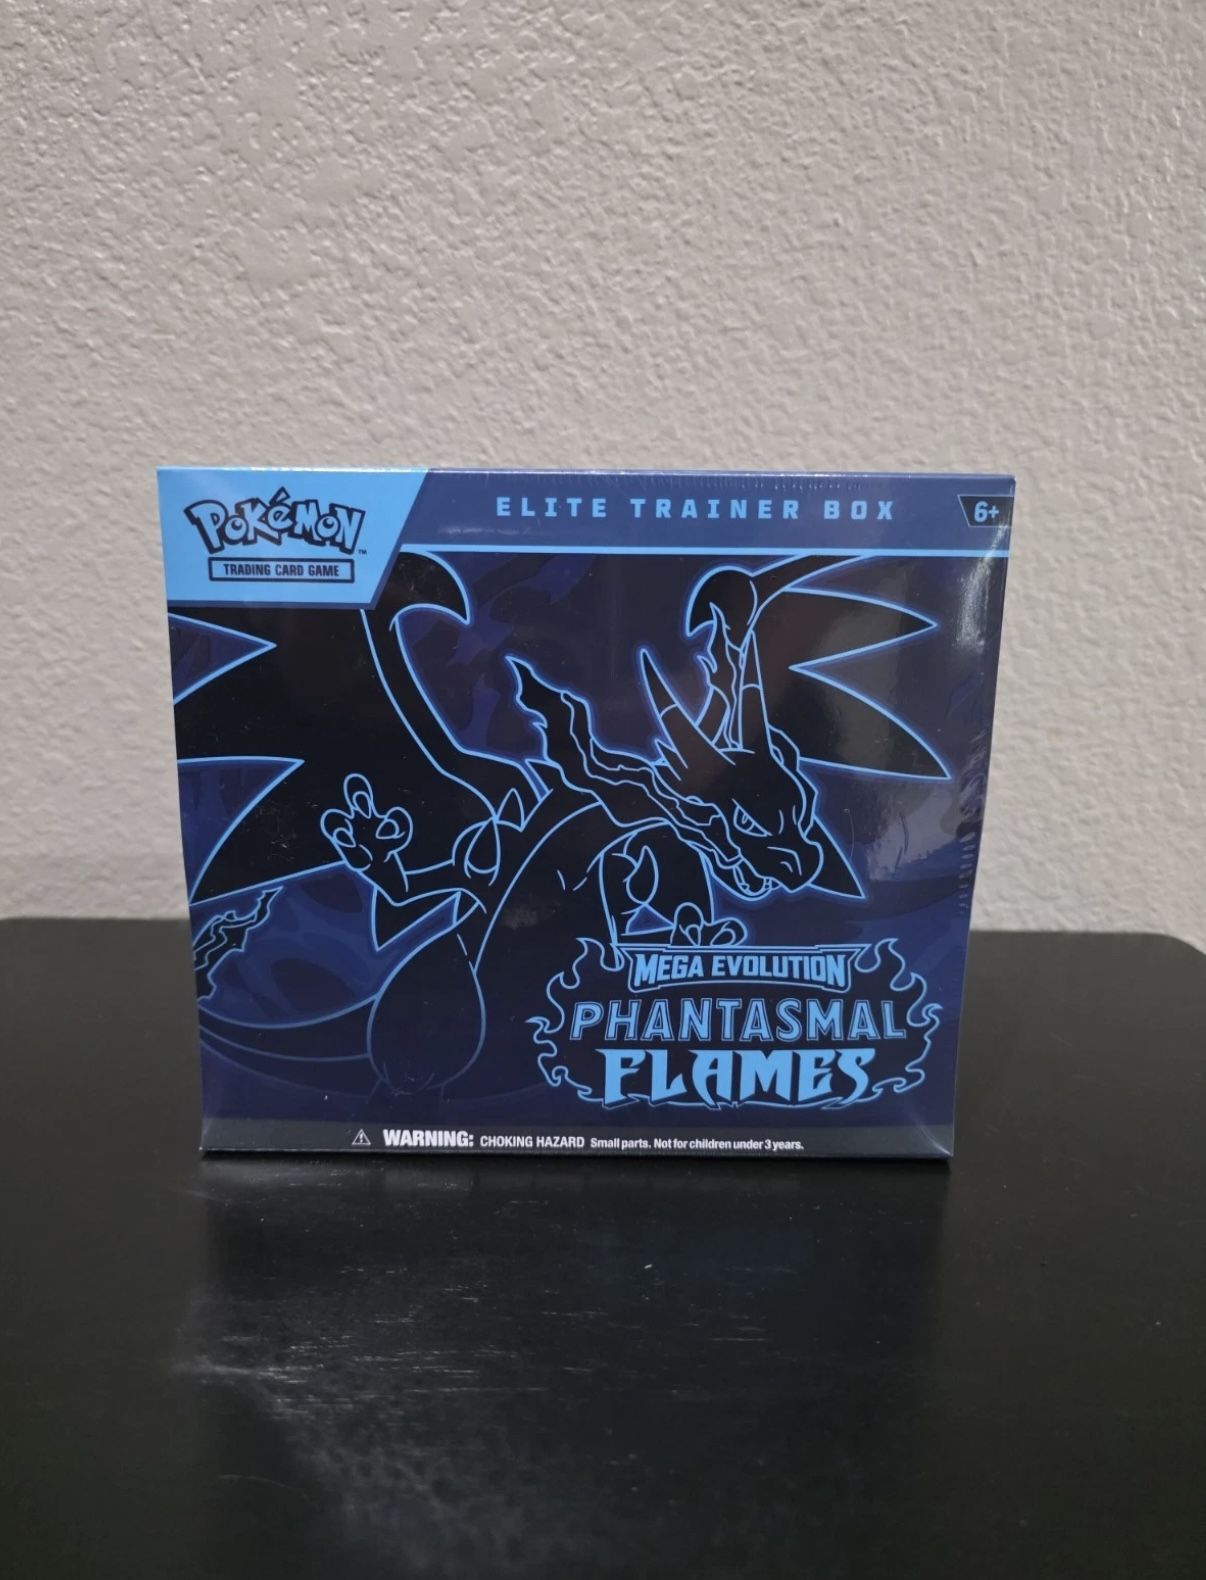 POKéMON
TM
TRADING CARD GAME
ELITE TRAINER BOX
6+
MEGA EVOLUTION
PHANTASMAL
FLAMES
WARNING: CHOKING HAZARD Small parts. Not for children under 3 years.